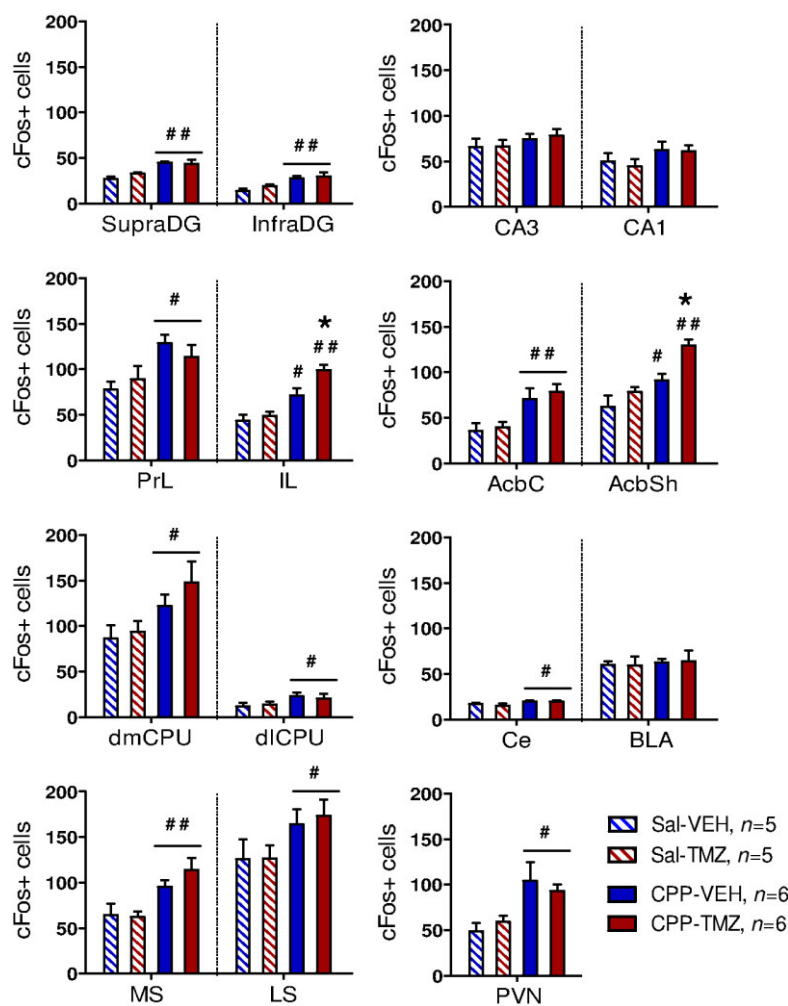 cFos+ cells
200
150
100
50
0
##
##
SupraDG
InfraDG
cFos+ cells
200
150
100
50
0
CA3
CA1
cFos+ cells
200
150
100
50
0
#
#
*
##
PrL
IL
cFos+ cells
200
150
100
50
0
##
#
*
##
AcbC
AcbSh
cFos+ cells
200
150
100
50
0
#
#
dmCPU
dlCPU
cFos+ cells
200
150
100
50
0
#
Ce
BLA
cFos+ cells
200
150
100
50
0
##
#
MS
LS
cFos+ cells
200
150
100
50
0
#
PVN
Sal-VEH, n=5
Sal-TMZ, n=5
CPP-VEH, n=6
CPP-TMZ, n=6